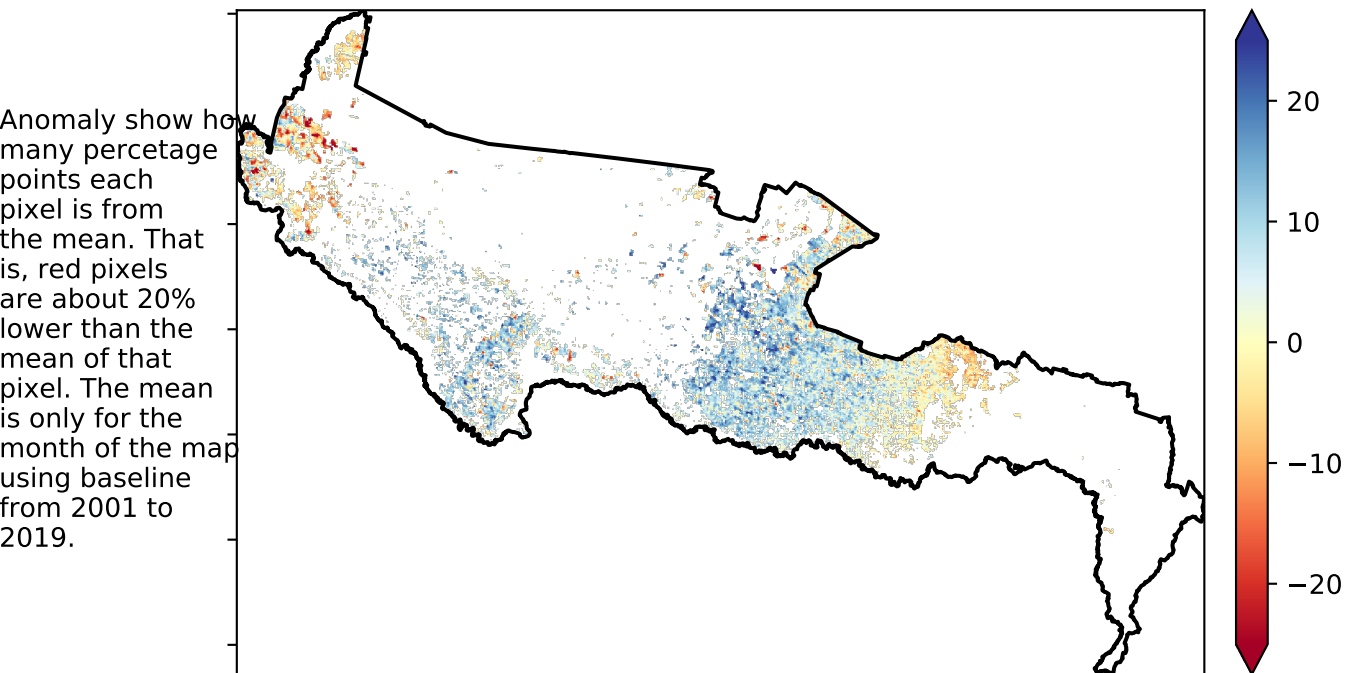 Anomaly show how
many percetage
points each
pixel is from
the mean. That
is, red pixels
are about 20%
lower than the
mean of that
pixel. The mean
is only for the
month of the map
using baseline
from 2001 to
2019.
20
10
0
−10
−20